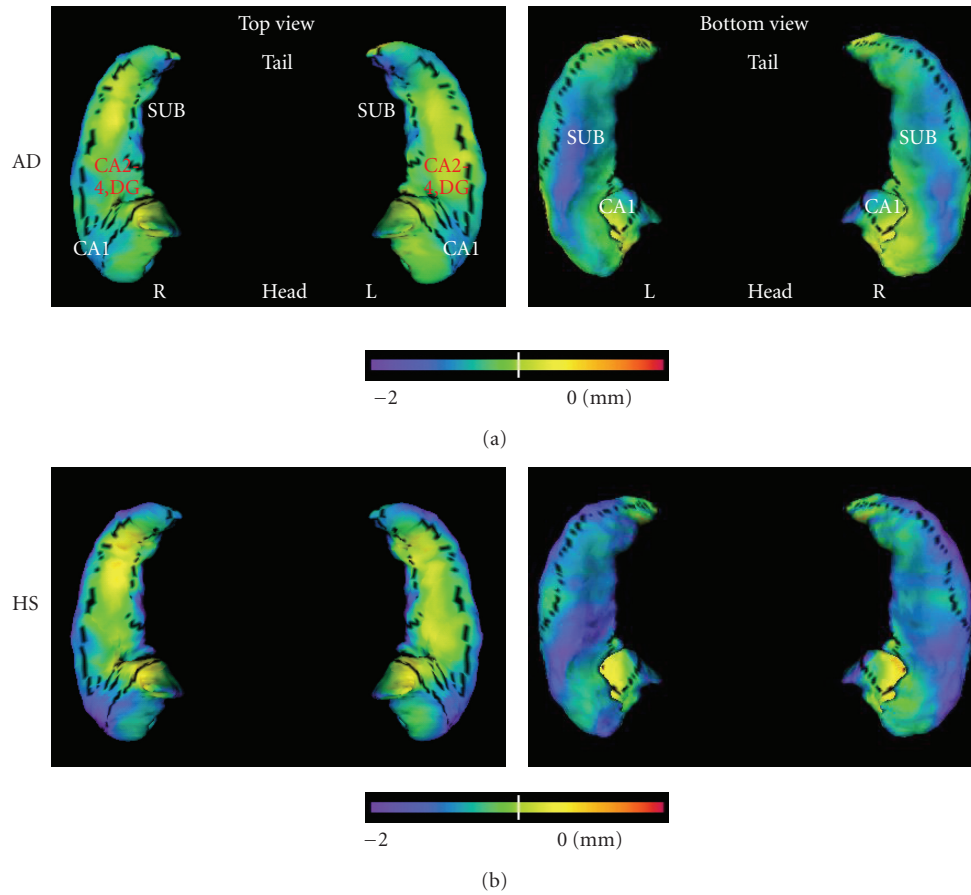 Top view
Bottom view
Tail
Tail
SUB
SUB
SUB
SUB
AD
CA2-
4,DG
CA2-
4,DG
CA1
CA1
CA1
CA1
R
Head
L
L
Head
R
−2
0 (mm)
(a)
HS
−2
0 (mm)
(b)